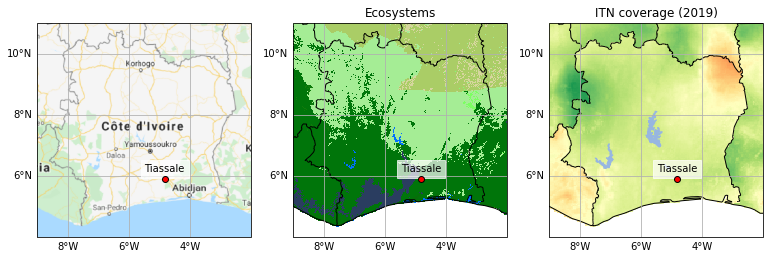 Ecosystems
ITN coverage (2019)
10°N
10°N
10°N
Korhogo
8°N
8°N
8°N
Côte d'Ivoire
Yamoussoukro
Daloa
6°N
6°N
6°N
ia
Tiassale
Tiassale
Tiassale
Abidjan
San-Pedro
8°W
6°W
4°W
8°W
6°W
4°W
8°W
6°W
4°W